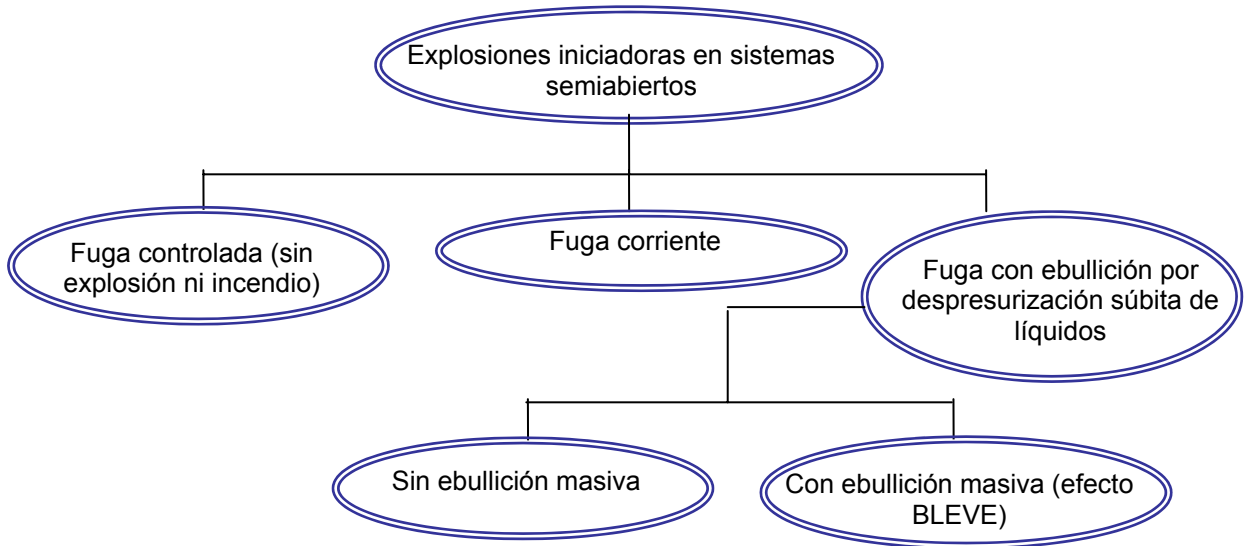 Explosiones iniciadoras en sistemas
semiabiertos
Fuga controlada (sin
explosión ni incendio)
Fuga corriente
Fuga con ebullición por
despresurización súbita de
líquidos
Sin ebullición masiva
Con ebullición masiva (efecto
BLEVE)